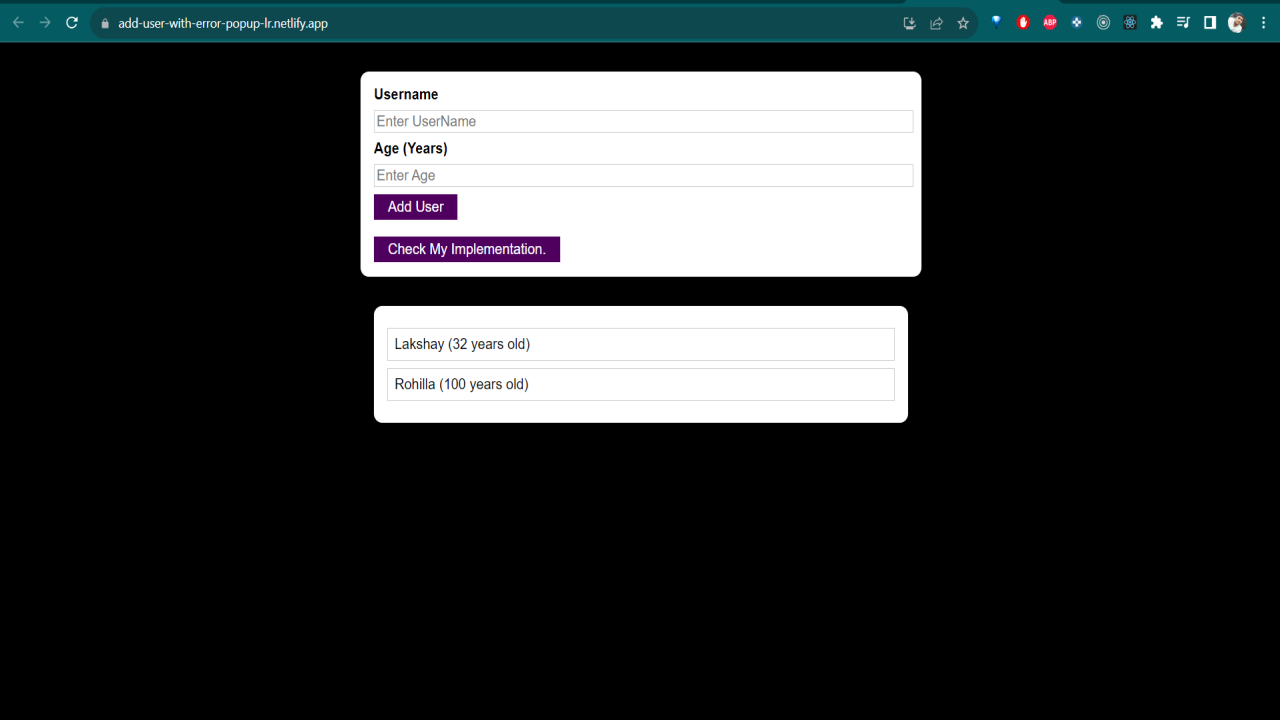 add-user-with-error-popup-lr.netlify.app
ABP
Username
Enter UserName
Age (Years)
Enter Age
Add User
Check My Implementation.
Lakshay (32 years old)
Rohilla (100 years old)